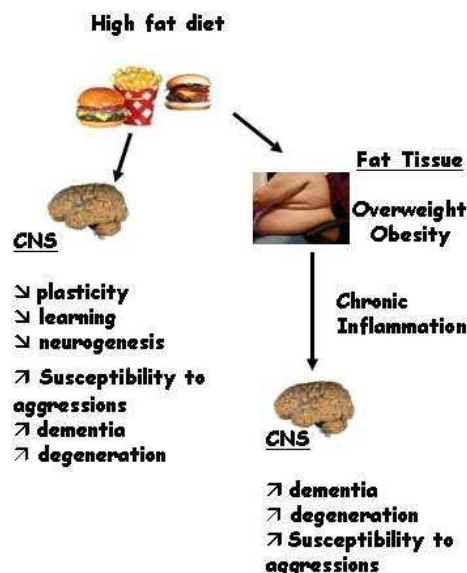 High fat diet
CNS
↘ plasticity
↘ learning
↘ neurogenesis
↗ Susceptibility to
aggressions
↗ dementia
↗ degeneration
Fat Tissue
Overweight
Obesity
Chronic
Inflammation
CNS
↗ dementia
↗ degeneration
↗ Susceptibility to
aggressions